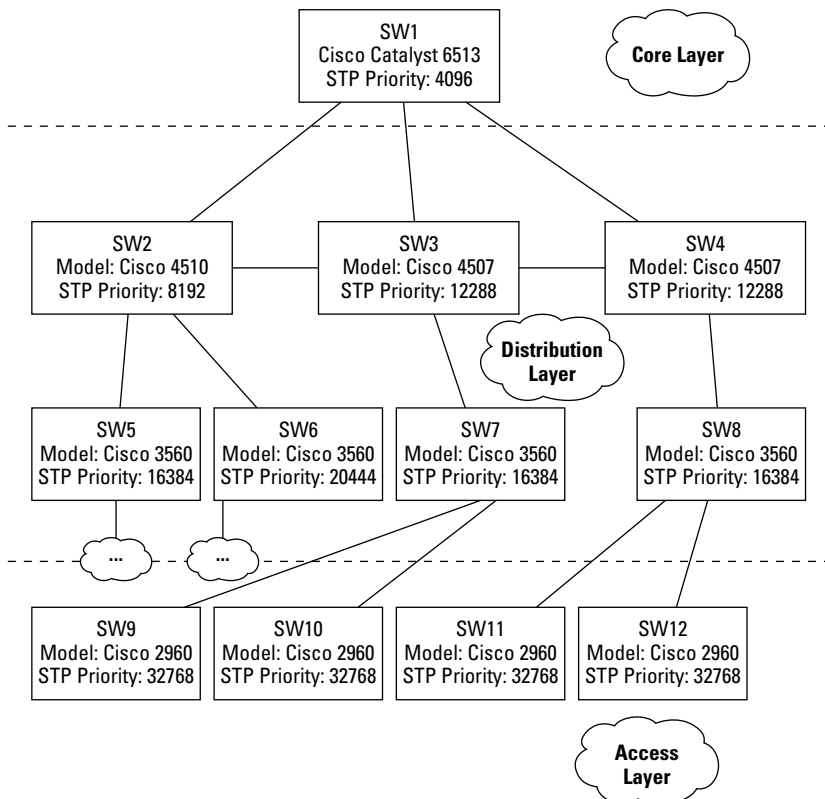 SW1
Cisco Catalyst 6513
STP Priority: 4096
Core Layer
SW2
Model: Cisco 4510
STP Priority: 8192
SW3
Model: Cisco 4507
STP Priority: 12288
SW4
Model: Cisco 4507
STP Priority: 12288
Distribution
Layer
SW5
Model: Cisco 3560
STP Priority: 16384
SW6
Model: Cisco 3560
STP Priority: 20444
SW7
Model: Cisco 3560
STP Priority: 16384
SW8
Model: Cisco 3560
STP Priority: 16384
...
...
SW9
Model: Cisco 2960
STP Priority: 32768
SW10
Model: Cisco 2960
STP Priority: 32768
SW11
Model: Cisco 2960
STP Priority: 32768
SW12
Model: Cisco 2960
STP Priority: 32768
Access
Layer